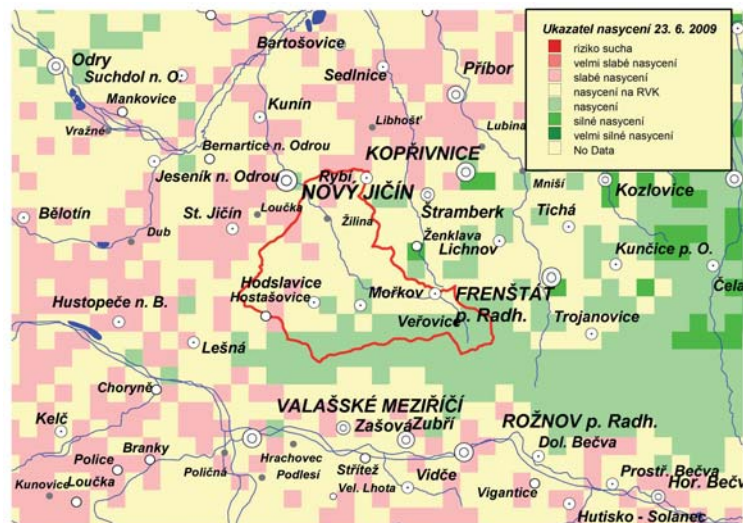 Ukazatel nasycení 23. 6. 2009
riziko sucha
velmi slabé nasycení
slabé nasycení
nasycení na RVK
nasycení
silné nasycení
velmi silné nasycení
No Data
Bartošovice
Odry
Suchdol n. O.
Sedlnice
Příbor
Mankovice
Kunín
Libhošť
Vražné
Lubina
Bernartice n. Odrou
KOPŘIVNICE
Jeseník n. Odrou
Rybí
NOVÝ JIČÍN
Mniší
Kozlovice
Loučka
Štramberk
Bělotín
St. Jičín
Žilina
Tichá
Dub
Ženklava
Lichnov
Kunčice p. O.
Hodslavice
Mořkov
FRENŠTÁT
p. Radh.
Čela
Hustopeče n. B.
Hostašovice
Veřovice
Trojanovice
Lešná
Choryně
VALAŠSKÉ MEZIŘÍČÍ
ROŽNOV p. Radh.
Kelč
Zašová
Zubří
Branky
Hrachovec
Dol. Bečva
Police
Poličná
Střítež
Vidče
Prostř. Bečva
Kunovice
Loučka
Podlesí
Vel. Lhota
Vigantice
Hor. Bečv
Hutisko - Solanec